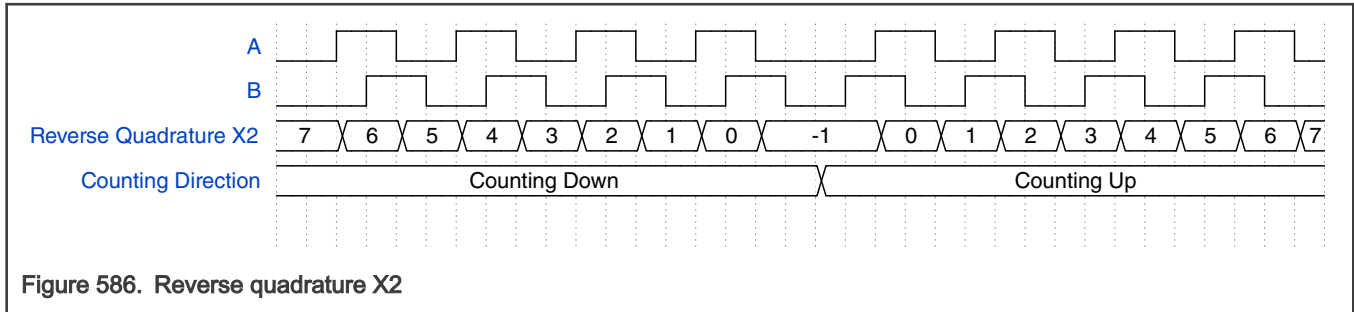 A
B
Reverse Quadrature X2 7 6 5 4 3 2 1 0 -1 0 1 2 3 4 5 6 7
Counting Direction Counting Down Counting Up
Figure 586. Reverse quadrature X2